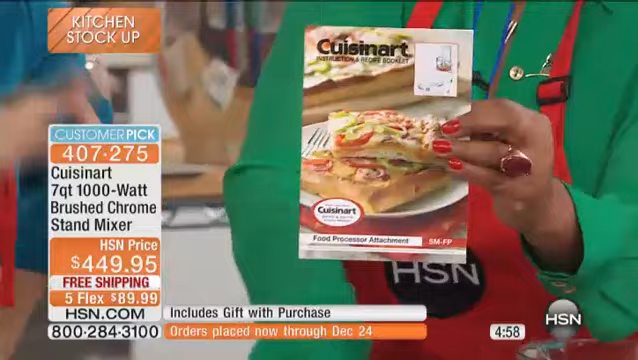 KITCHEN
STOCK UP
CUSTOMER PICK
407-275
Cuisinart
7qt 1000-Watt
Brushed Chrome
Stand Mixer
HSN Price
$449.95
FREE SHIPPING
5 Flex $89.99
HSN.COM
800-284-3100
Includes Gift with Purchase
Orders placed now through Dec 24
4:58
HSN
Cuisinart
INSTRUCTION & RECIPE BOOKLET
Cuisinart
Food Processor Attachment SM-FP
HSN